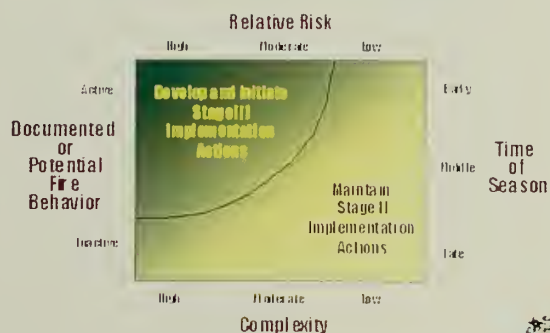 Relative Risk
High Moderate Low
Active
Early
Develop and Initiate
Stage III
Implementation
Actions
Documented
or
Potential
Fire
Behavior
Middle
Time
of
Season
Maintain
Stage II
Implementation
Actions
Inactive
Late
High Moderate Low
Complexity